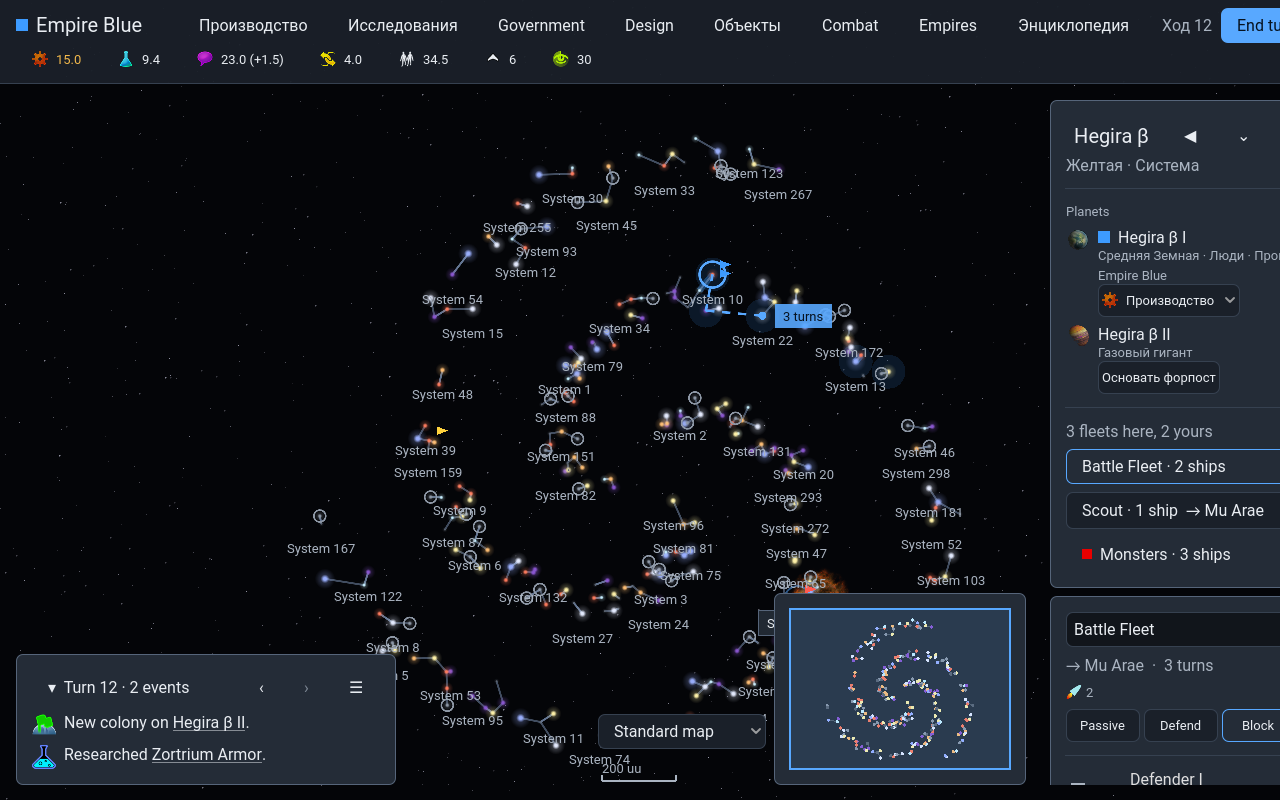 Empire Blue
Производство
Исследования
Government
Design
Объекты
Combat
Empires
Энциклопедия
Ход 12
End tu
15.0
9.4
23.0 (+1.5)
4.0
34.5
6
30
System 123
System 33
System 267
System 30
System 45
System 255
System 93
System 12
System 54
System 10
3 turns
System 15
System 34
System 22
System 172
System 79
System 13
System 1
System 48
System 88
System 2
System 39
System 151
System 131
System 46
System 159
System 20
System 298
System 82
System 293
System 9
System 181
System 96
System 272
System 167
System 87
System 81
System 52
System 47
System 6
System 75
System 65
System 103
System 122
System 132
System 3
System 24
System 27
System 8
5
System 53
System 95
System 11
System 74
Standard map
200 uu
Hegira β
Желтая · Система
Planets
Hegira β I
Средняя Земная · Люди · Про
Empire Blue
Производство
Hegira β II
Газовый гигант
Основать форпост
3 fleets here, 2 yours
Battle Fleet · 2 ships
Scout · 1 ship → Mu Arae
Monsters · 3 ships
Battle Fleet
→ Mu Arae · 3 turns
2
Passive
Defend
Block
Defender I
Turn 12 · 2 events
New colony on Hegira β II.
Researched Zortrium Armor.